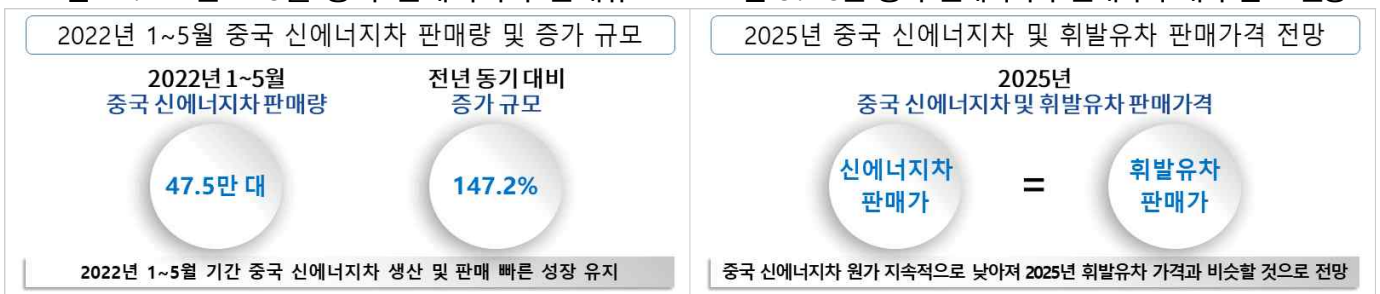 2022년 1~5월 중국 신에너지차 판매량 및 증가 규모
2022년 1~5월
중국 신에너지차 판매량
전년 동기 대비
증가 규모
47.5만 대
147.2%
2022년 1~5월 기간 중국 신에너지차 생산 및 판매 빠른 성장 유지
2025년 중국 신에너지차 및 휘발유차 판매가격 전망
2025년
중국 신에너지차 및 휘발유차 판매가격
신에너지차
판매가
=
휘발유차
판매가
중국 신에너지차 원가 지속적으로 낮아져 2025년 휘발유차 가격과 비슷할 것으로 전망